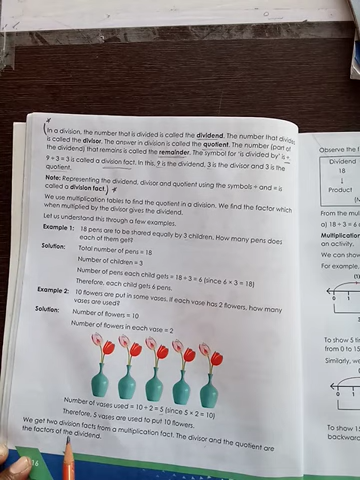 In a division, the number that is divided is called the dividend. The number that divides
is called the divisor. The answer in division is called the quotient. The number (part of
the dividend) that remains is called the remainder. The symbol for 'is divided by' is ÷.
9 ÷ 3 = 3 is called a division fact. In this, 9 is the dividend, 3 is the divisor and 3 is the
quotient.
Note: Representing the dividend, divisor and quotient using the symbols ÷ and = is
called a division fact.
We use multiplication tables to find the quotient in a division. We find the factor which
when multiplied by the divisor gives the dividend.
Let us understand this through a few examples.
Example 1: 18 pens are to be shared equally by 3 children. How many pens does
each of them get?
Solution: Total number of pens = 18
Number of children = 3
Number of pens each child gets = 18 ÷ 3 = 6 (since 6 × 3 = 18)
Therefore, each child gets 6 pens.
Example 2: 10 flowers are put in some vases. If each vase has 2 flowers, how many
vases are used?
Solution: Number of flowers = 10
Number of flowers in each vase = 2
Number of vases used = 10 ÷ 2 = 5 (since 5 × 2 = 10)
Therefore, 5 vases are used to put 10 flowers.
We get two division facts from a multiplication fact. The divisor and the quotient are
the factors of the dividend.
16
Observe the
Dividend
18
↓
Product
From the mu
a) 18 ÷ 3 = 6
Multiplication
an activity.
We can show
For example,
0 1
To show 5 ti
from 0 to 15
Similarly, we
0 1
To show 15
backward